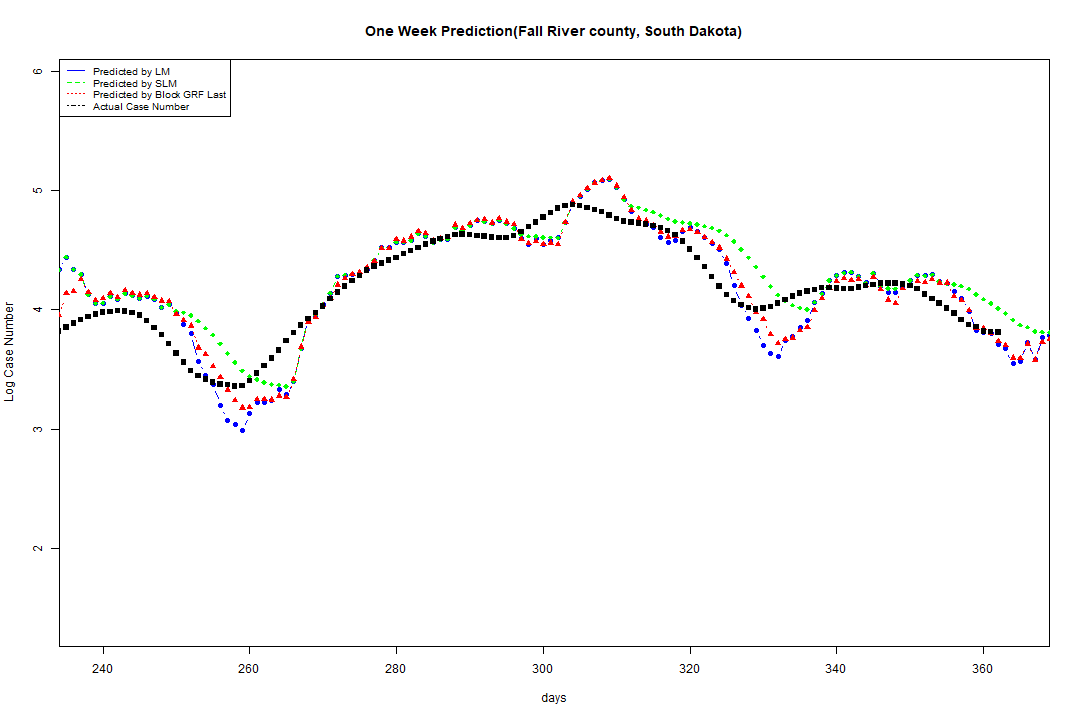 One Week Prediction(Fall River county, South Dakota)
Predicted by LM
Predicted by SLM
Predicted by Block GRF Last
Actual Case Number
6
5
4
3
2
Log Case Number
240 260 280 300 320 340 360
days